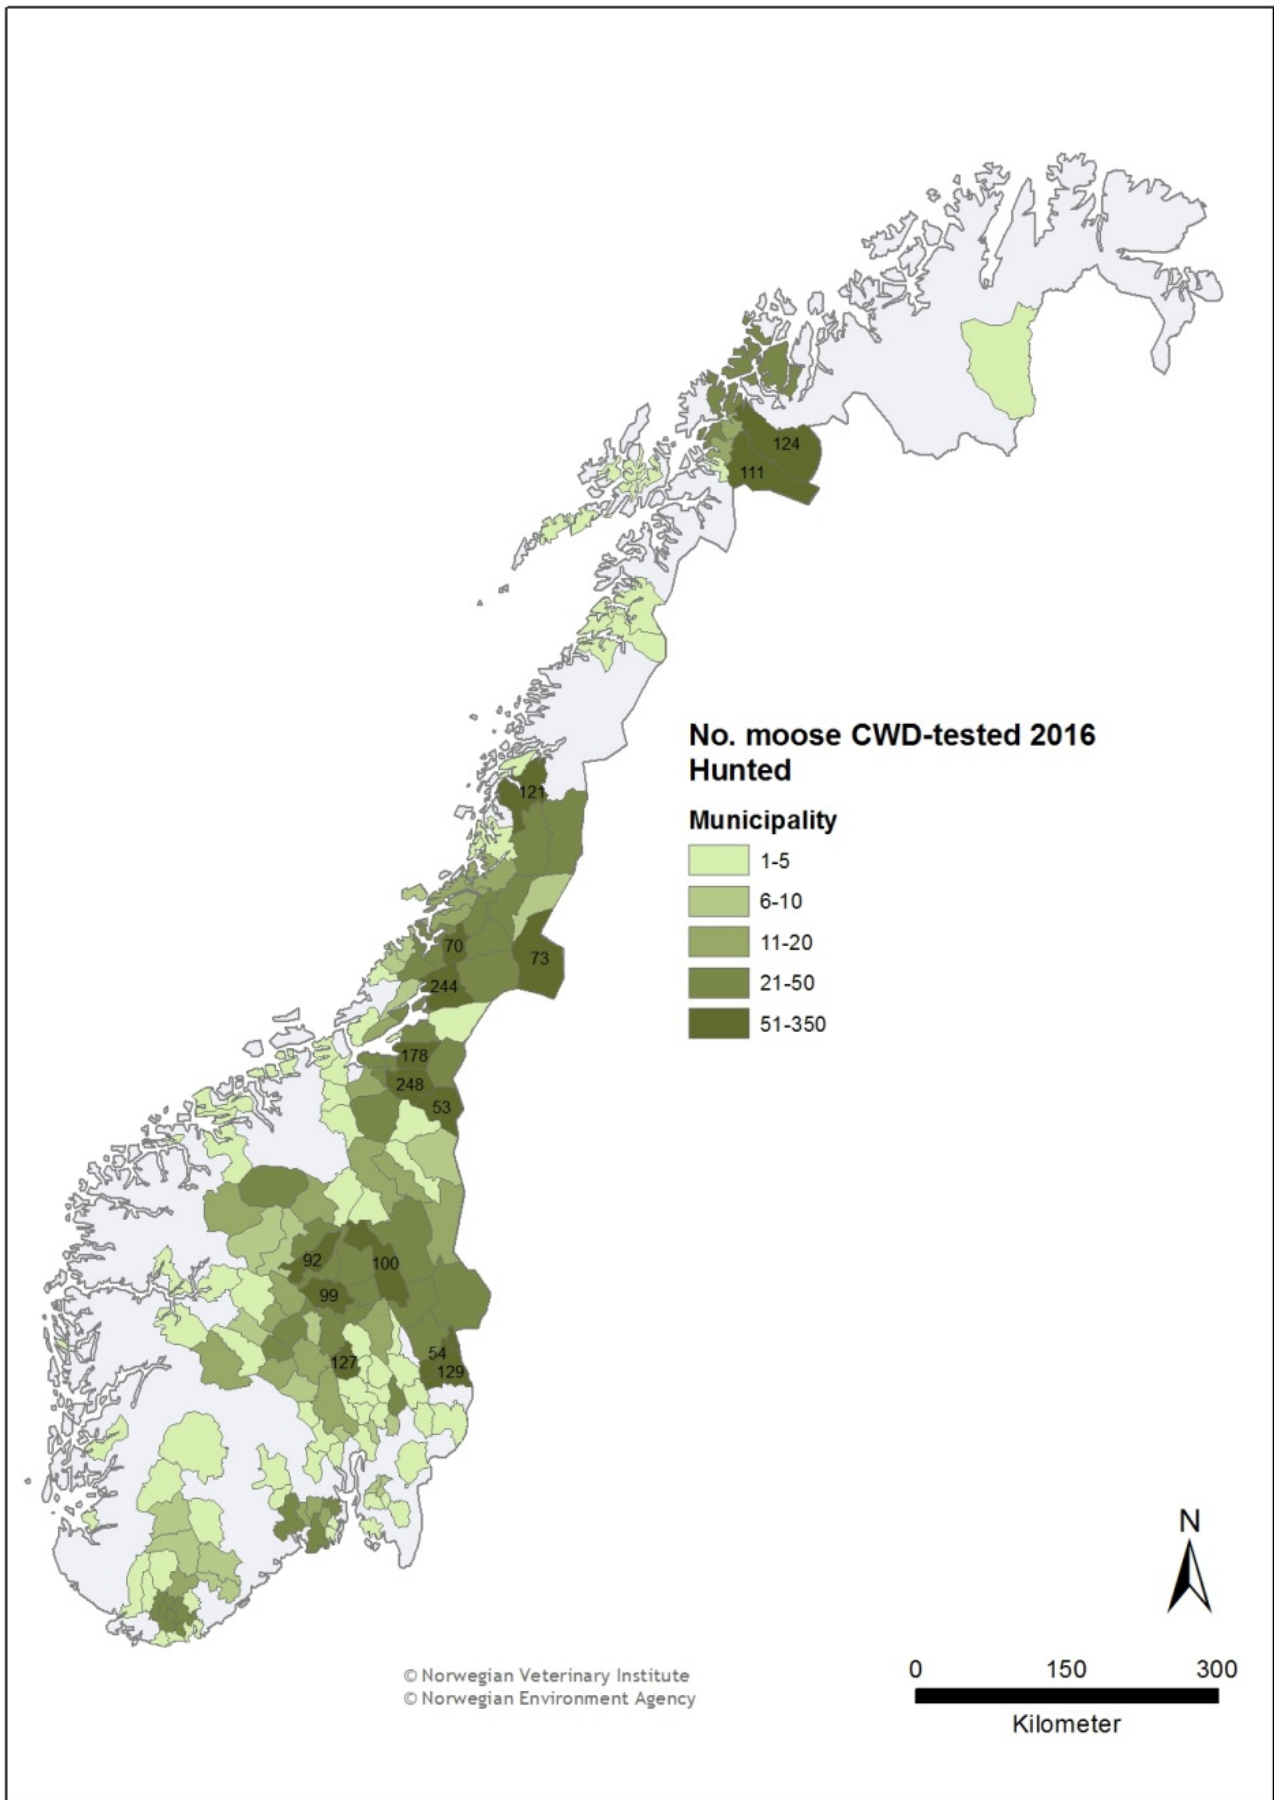 124
111
No. moose CWD-tested 2016
Hunted
121
Municipality
1-5
6-10
11-20
70
73
21-50
244
51-350
178
248
53
92
100
99
54
127
129
N
0 150 300
© Norwegian Veterinary Institute
© Norwegian Environment Agency
Kilometer